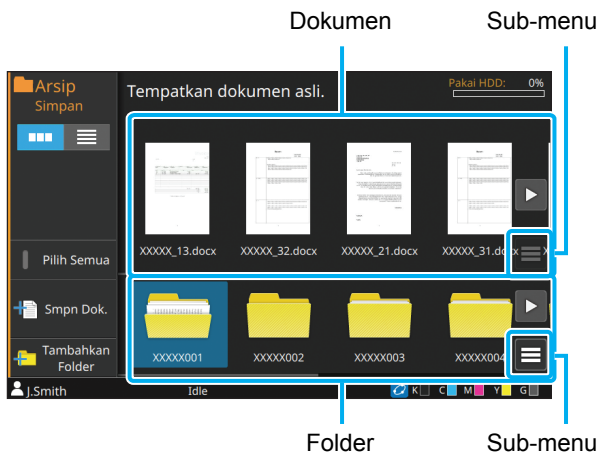 Dokumen Sub-menu
Arsip
Simpan
Tempatkan dokumen asli.
Pakai HDD: 0%
XXXXX_13.docx XXXXX_32.docx XXXXX_21.docx XXXXX_31.docx X
Pilih Semua
Smpn Dok.
Tambahkan
Folder
XXXXX001 XXXXX002 XXXXX003 XXXXX004
J.Smith Idle K C M Y G
Folder Sub-menu